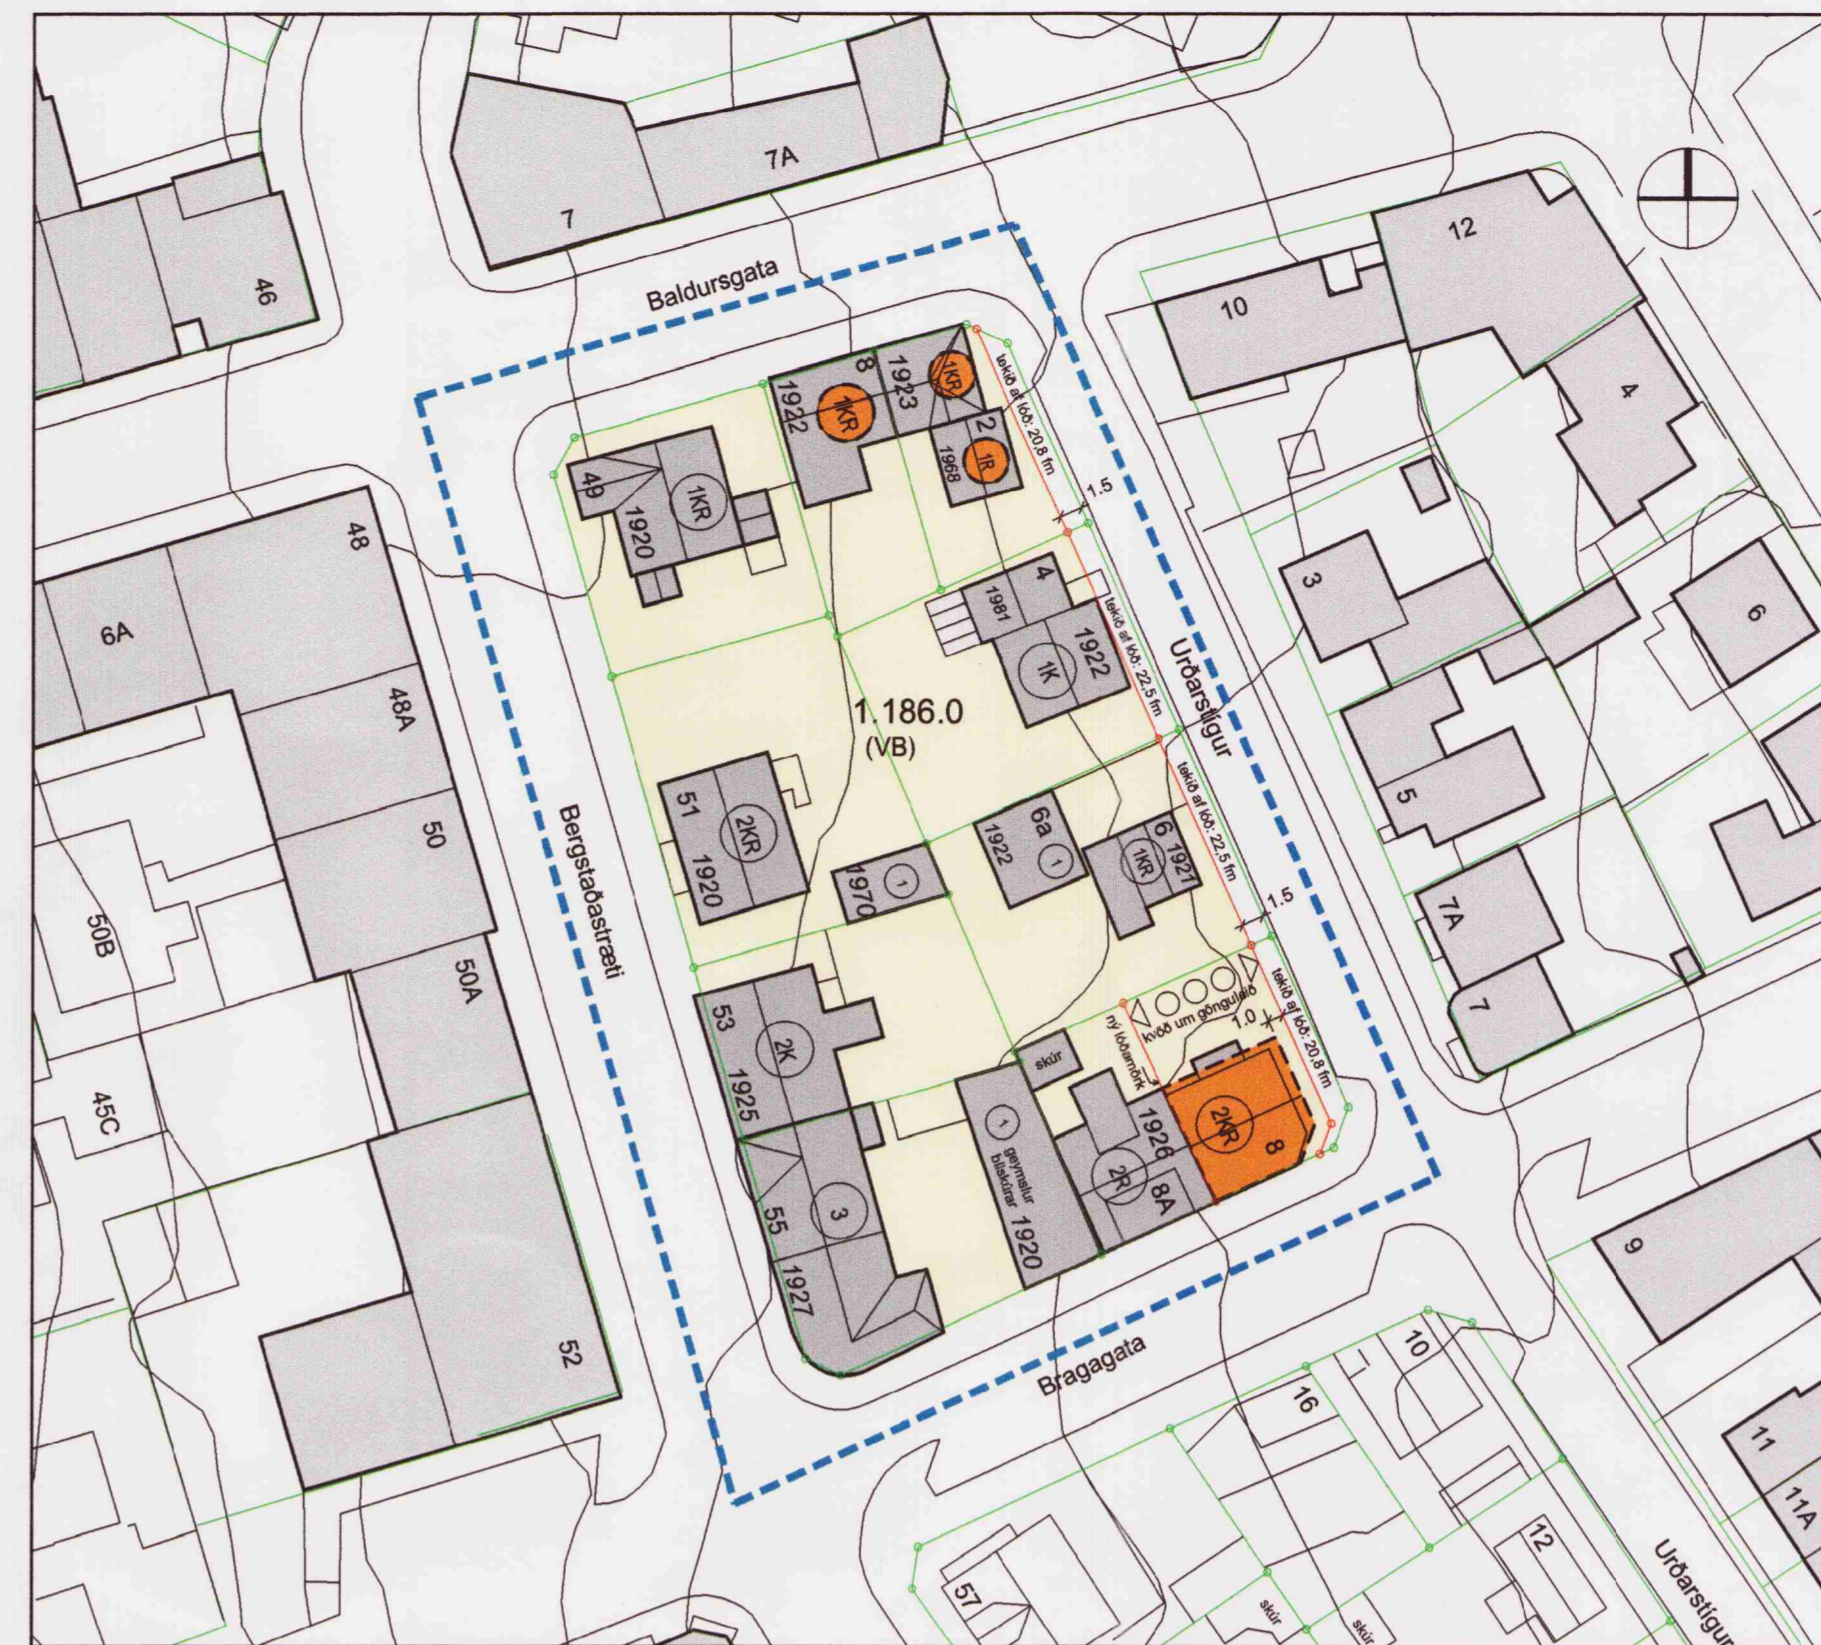 7A
7
46
12
10
4
Baldursgata
8
1923
1KR
1922
1KR
2
1968
1R
tekið af lóð: 20,8 fm
1.5
49
1920
1KR
48
6A
48A
3
6
4
1981
1922
1K
tekið af lóð: 22,5 fm
Urðarstígur
1.186.0
(VB)
5
50
51
2KR
1920
Bergstaðastræti
1970
1
6a
1922
1
6
1921
1KR
tekið af lóð: 22,5 fm
1.5
50B
50A
7A
7
53
2K
1925
kvöð um gönguleið
1.0
tekið af lóð: 20,8 fm
ný lóðamörk
skúr
45C
1
geymslur
bílskúrar
1920
1926
2R
8A
2KR
8
55
3
1927
9
52
Bragagata
10
16
11
11A
12
57
skúr
skúr
Urðarstígur